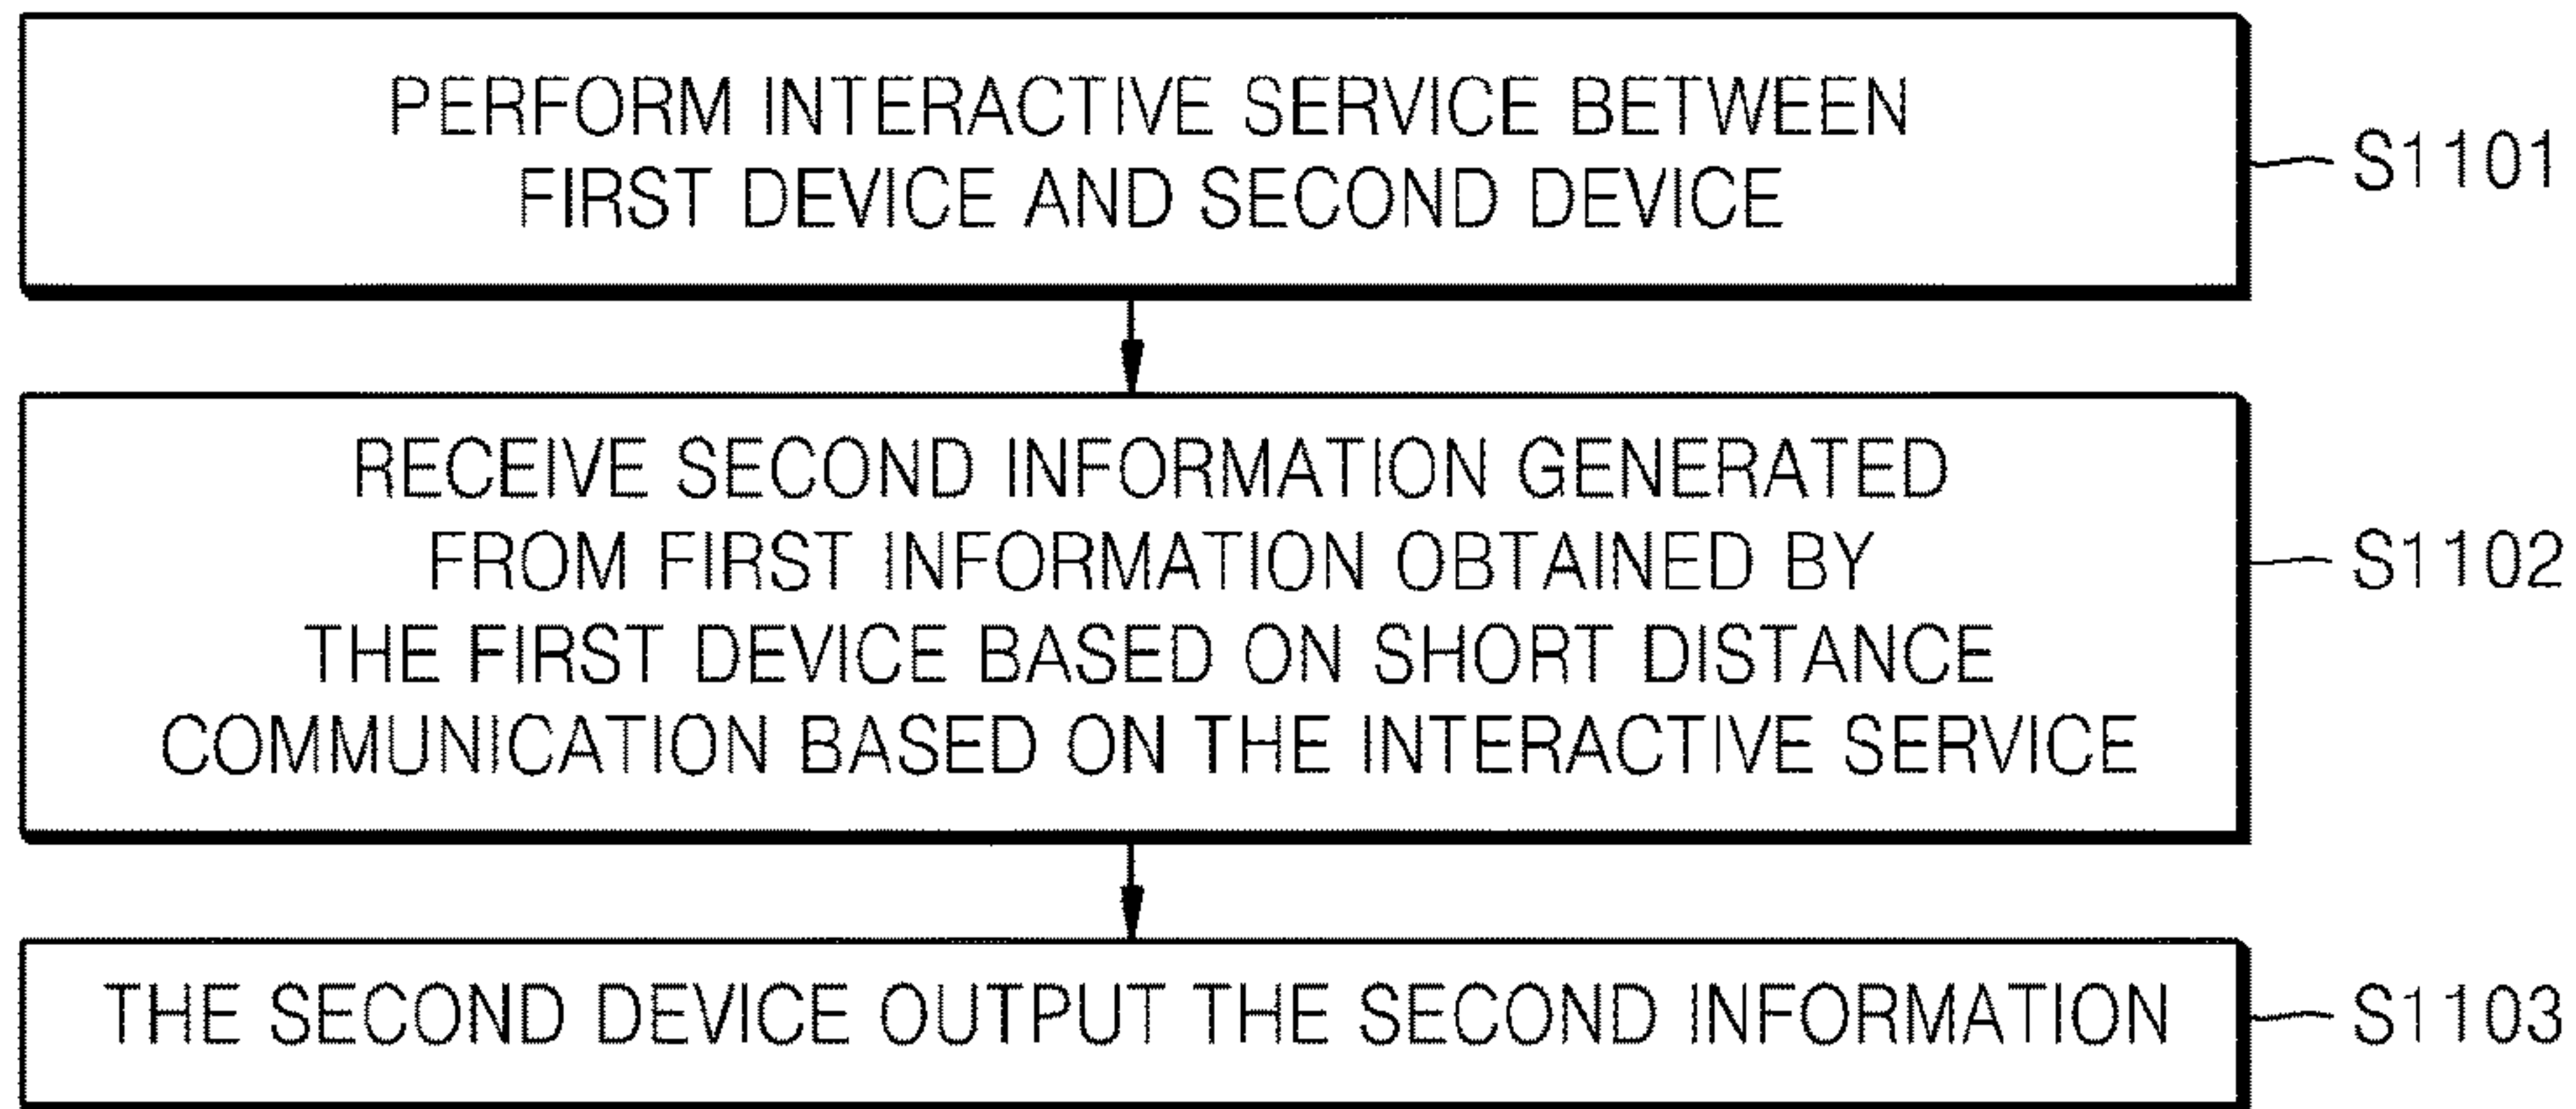 PERFORM INTERACTIVE SERVICE BETWEEN
FIRST DEVICE AND SECOND DEVICE
S1101
RECEIVE SECOND INFORMATION GENERATED
FROM FIRST INFORMATION OBTAINED BY
THE FIRST DEVICE BASED ON SHORT DISTANCE
COMMUNICATION BASED ON THE INTERACTIVE SERVICE
S1102
THE SECOND DEVICE OUTPUT THE SECOND INFORMATION
S1103